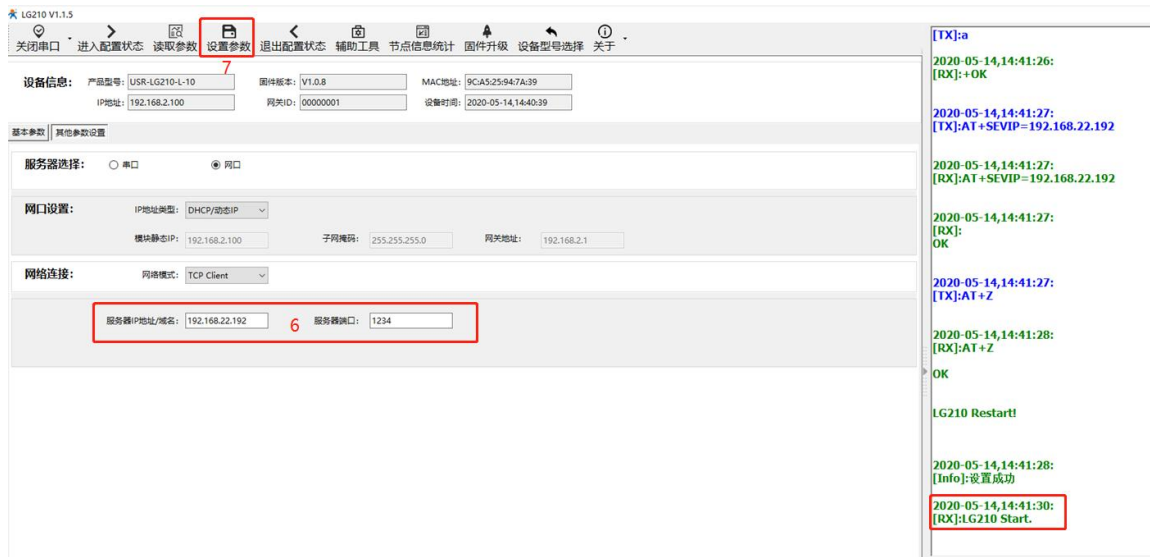 LG210 V1.1.5
关闭串口 进入配置状态 读取参数 设置参数 退出配置状态 辅助工具 节点信息统计 固件升级 设备型号选择 关于
7
设备信息: 产品型号: USR-LG210-L-10 固件版本: V1.0.8 MAC地址: 9C:A5:25:94:7A:39
IP地址: 192.168.2.100 网关ID: 00000001 设备时间: 2020-05-14,14:40:39
基本参数 其他参数设置
服务器选择: 串口 网口
网口设置: IP地址类型: DHCP/动态IP
模块静态IP: 192.168.2.100 子网掩码: 255.255.255.0 网关地址: 192.168.2.1
网络连接: 网络模式: TCP Client
服务器IP地址/域名: 192.168.22.192 6 服务器端口: 1234
[TX]:a
2020-05-14,14:41:26:
[RX]:+OK
2020-05-14,14:41:27:
[TX]:AT+SEVIP=192.168.22.192
2020-05-14,14:41:27:
[RX]:AT+SEVIP=192.168.22.192
2020-05-14,14:41:27:
[RX]:
OK
2020-05-14,14:41:27:
[TX]:AT+Z
2020-05-14,14:41:28:
[RX]:AT+Z
OK
LG210 Restart!
2020-05-14,14:41:28:
[Info]:设置成功
2020-05-14,14:41:30:
[RX]:LG210 Start.